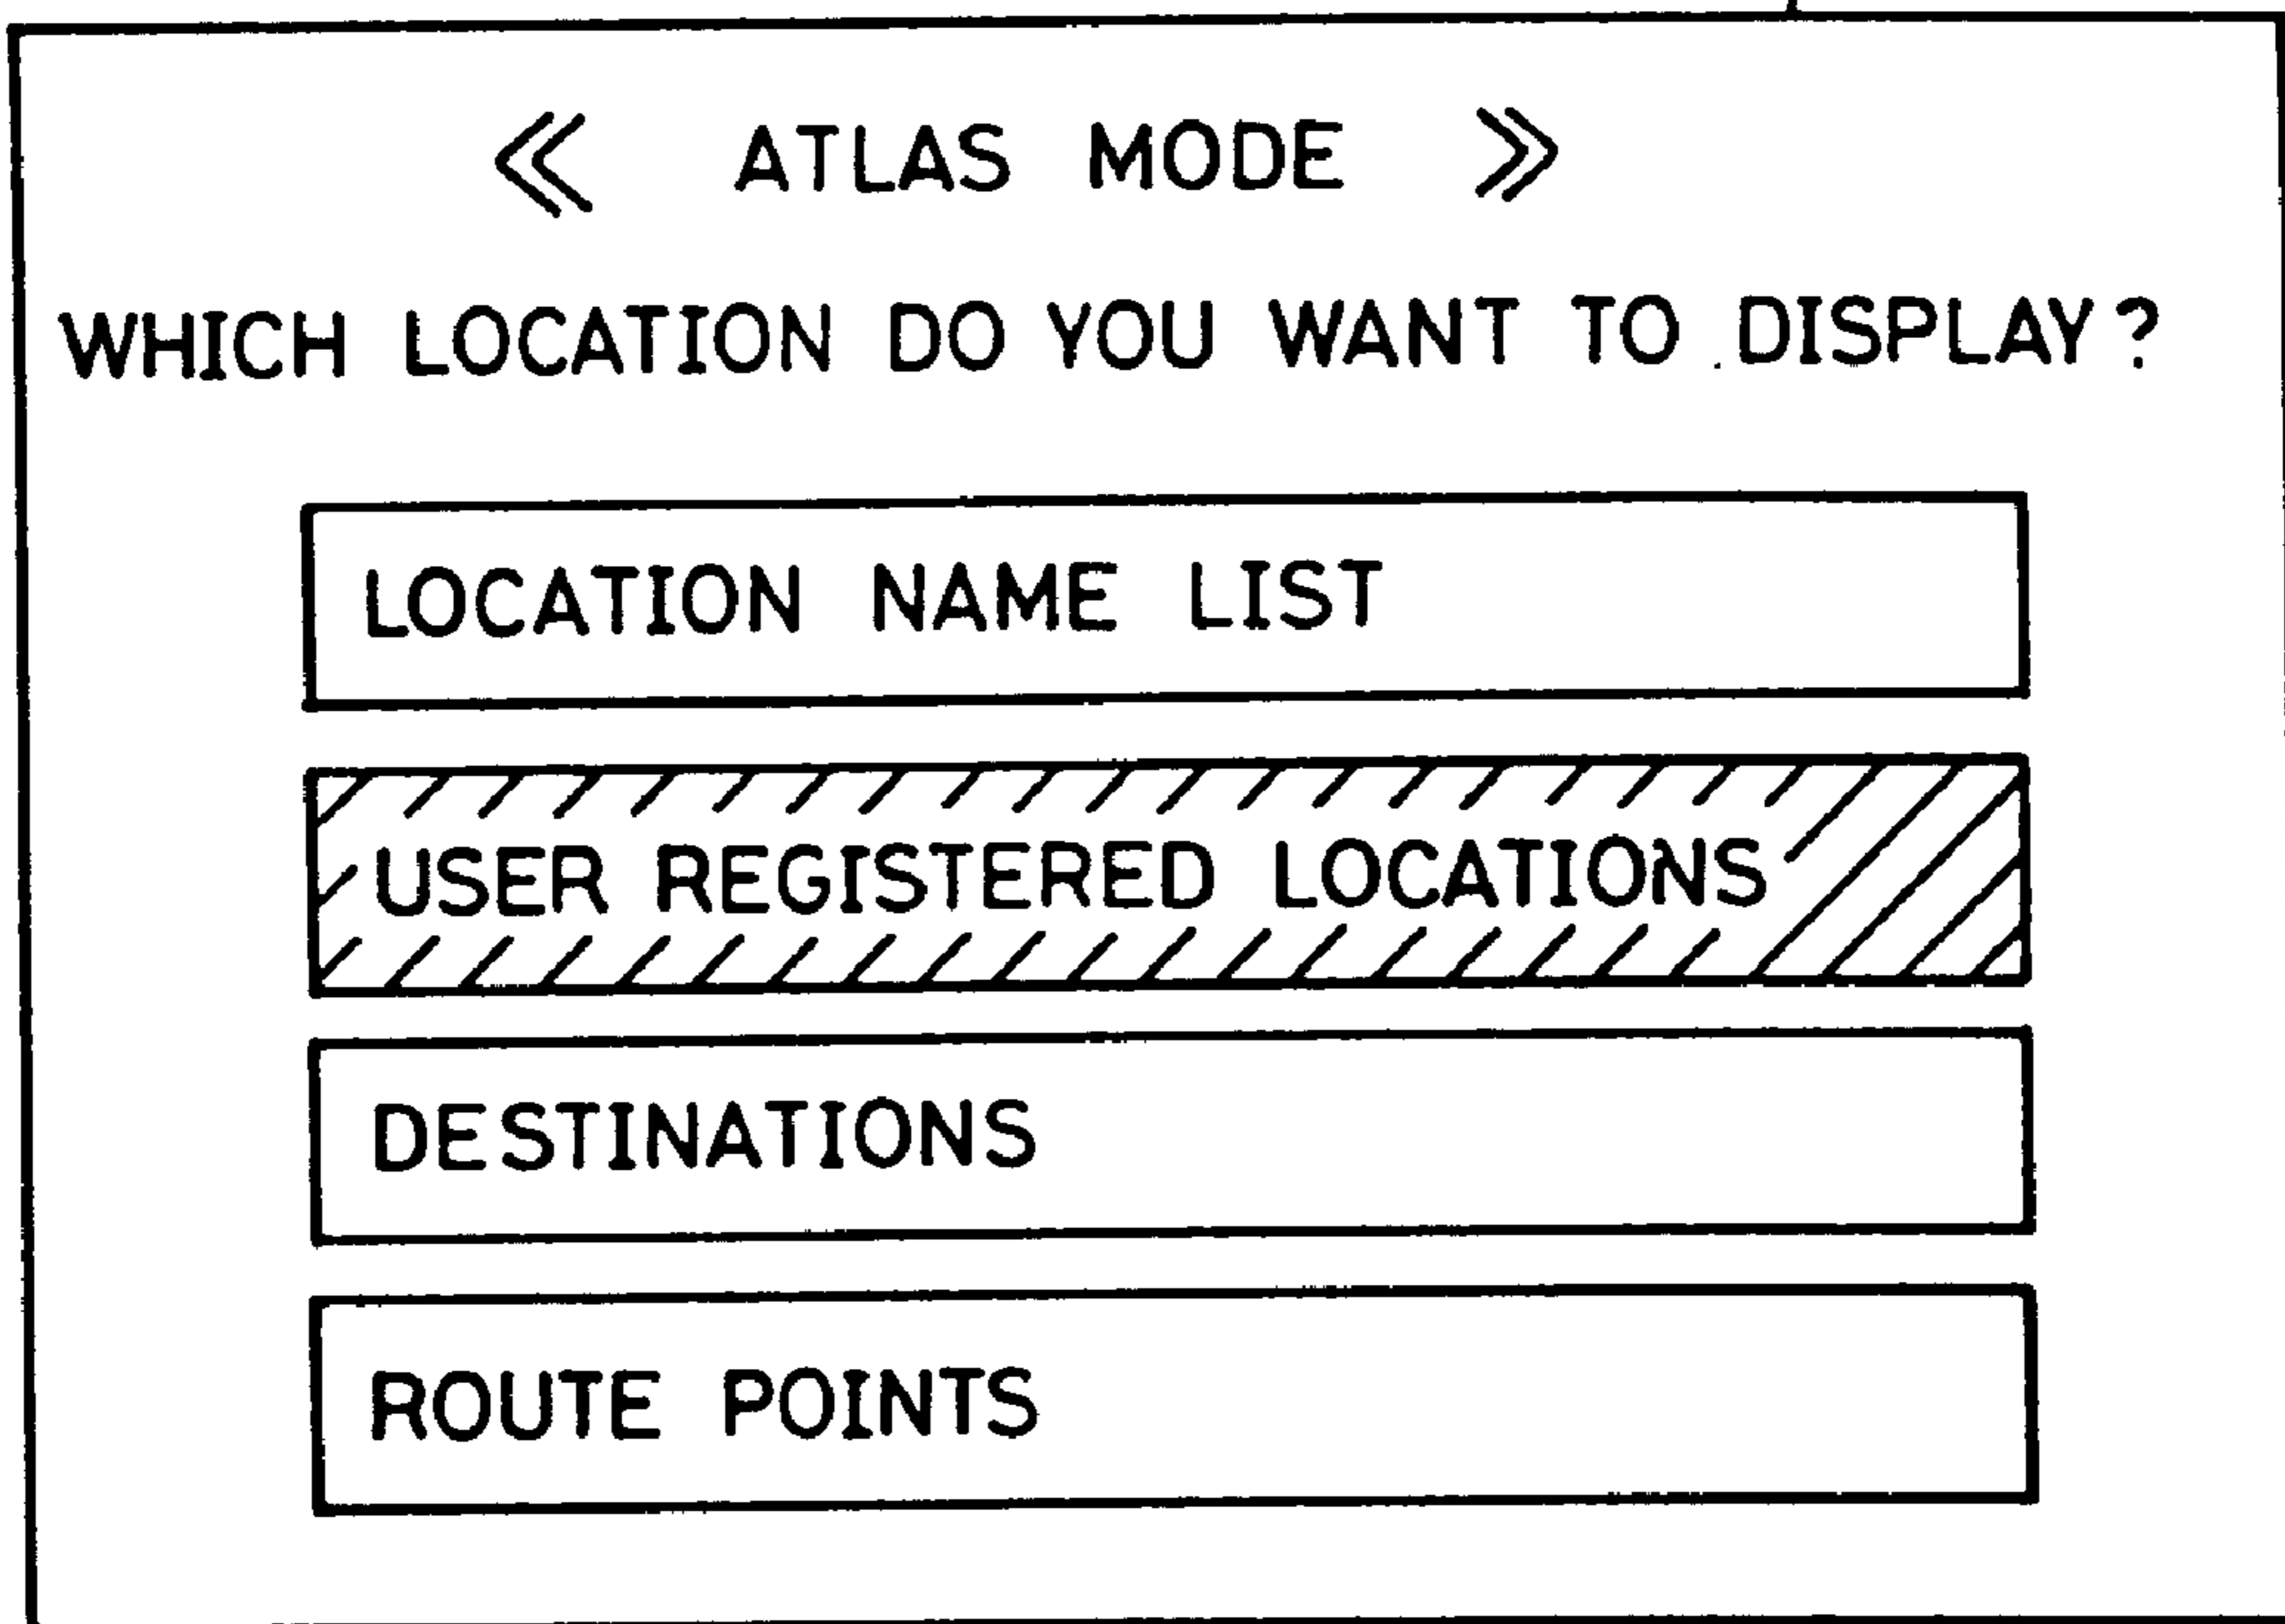 ≪ ATLAS MODE ≫
WHICH LOCATION DO YOU WANT TO DISPLAY?
LOCATION NAME LIST
USER REGISTERED LOCATIONS
DESTINATIONS
ROUTE POINTS